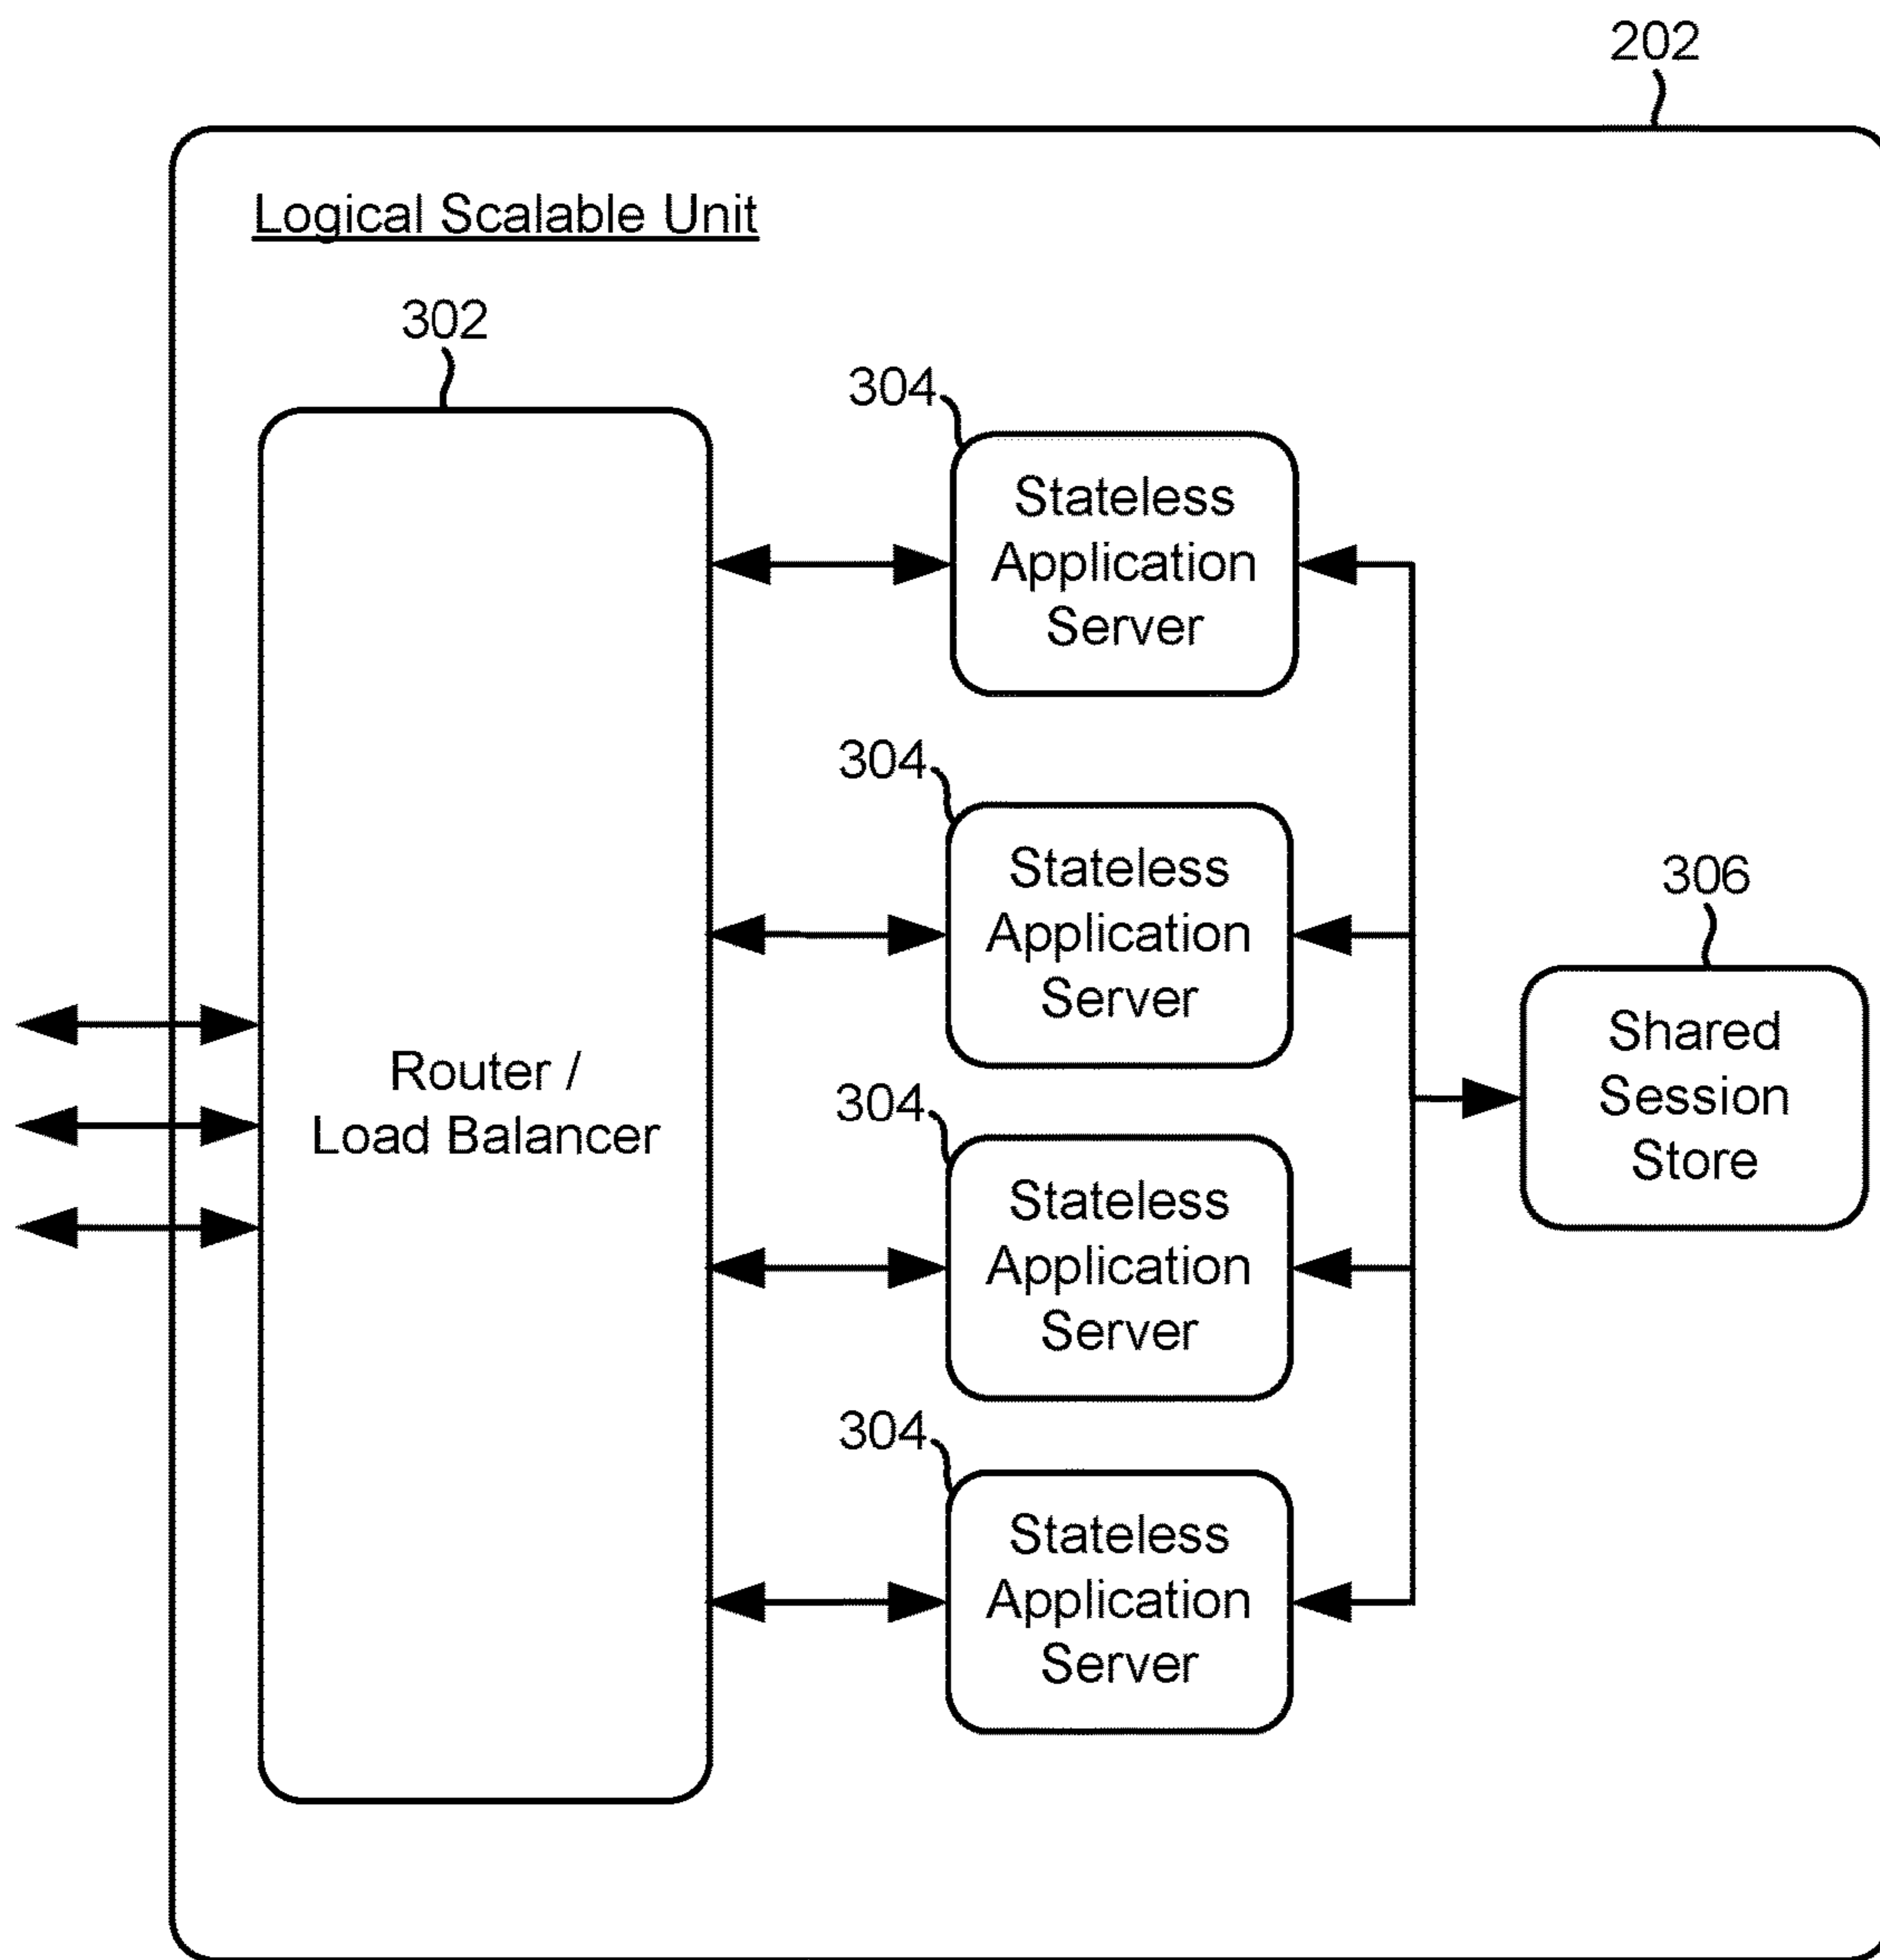 202
Logical Scalable Unit
302
304
Stateless
Application
Server
304
Stateless
Application
Server
306
Shared
Session
Store
Router /
Load Balancer
304
Stateless
Application
Server
304
Stateless
Application
Server